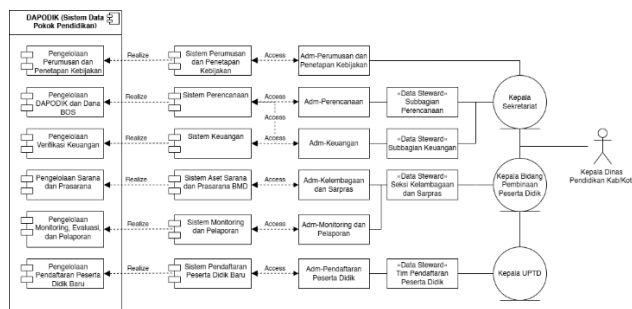 DAPODIK (Sistem Data
Pokok Pendidikan)
Pengelolaan
Perumusan dan
Penetapan Kebijakan
Realize
Sistem Perumusan
dan Penetapan
Kebijakan
Access
Adm-Perumusan dan
Penetapan Kebijakan
Pengelolaan
DAPODIK dan Dana
BOS
Realize
Sistem Perencanaan
Access
Adm-Perencanaan
«Data Steward»
Subbagian
Perencanaan
Kepala
Sekretariat
Access
Pengelolaan
Verifikasi Keuangan
Realize
Sistem Keuangan
Access
Adm-Keuangan
«Data Steward»
Subbagian Keuangan
Kepala Dinas
Pendidikan Kab/Kot
Pengelolaan Sarana
dan Prasarana
Realize
Sistem Aset Sarana
dan Prasarana BMD
Access
Adm-Kelembagaan
dan Sarpras
«Data Steward»
Seksi Kelambagaan
dan Sarpras
Kepala Bidang
Pembinaan
Peserta Didik
Pengelolaan
Monitoring, Evaluasi,
dan Pelaporan
Realize
Sistem Monitoring
dan Pelaporan
Access
Adm-Monitoring dan
Pelaporan
Pengelolaan
Pendaftaran Peserta
Didik Baru
Realize
Sistem Pendaftaran
Peserta Didik Baru
Access
Adm-Pendaftaran
Peserta Didik
«Data Steward»
Tim Pendaftaran
Peserta Didik
Kepala UPTD